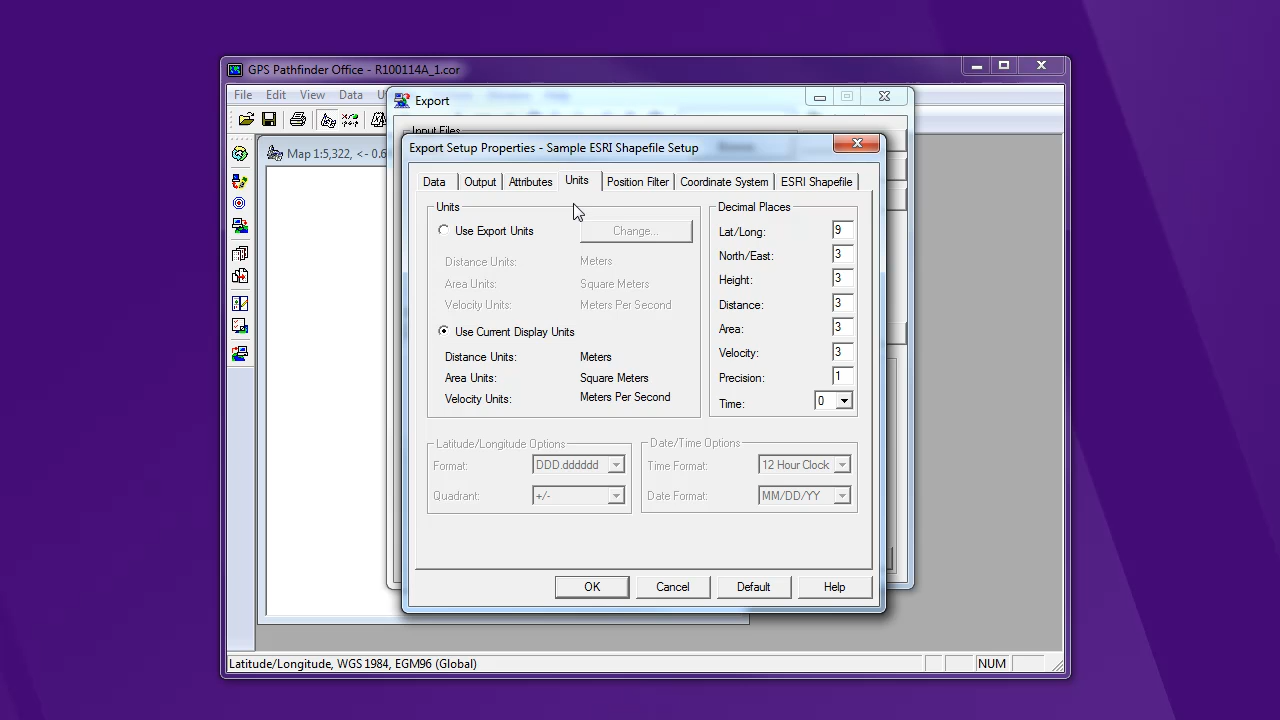 GPS Pathfinder Office - R100114A_1.cor
File Edit View Data
Export
Input Files
Map 1:5,322, <- 0.6
Export Setup Properties - Sample ESRI Shapefile Setup
Data Output Attributes Units Position Filter Coordinate System ESRI Shapefile
Units
Use Export Units Change...
Distance Units: Meters
Area Units: Square Meters
Velocity Units: Meters Per Second
Use Current Display Units
Distance Units: Meters
Area Units: Square Meters
Velocity Units: Meters Per Second
Decimal Places
Lat/Long: 9
North/East: 3
Height: 3
Distance: 3
Area: 3
Velocity: 3
Precision: 1
Time: 0
Latitude/Longitude Options
Format: DDD.dddddd
Quadrant: +/-
Date/Time Options
Time Format: 12 Hour Clock
Date Format: MM/DD/YY
OK Cancel Default Help
Latitude/Longitude, WGS 1984, EGM96 (Global) NUM